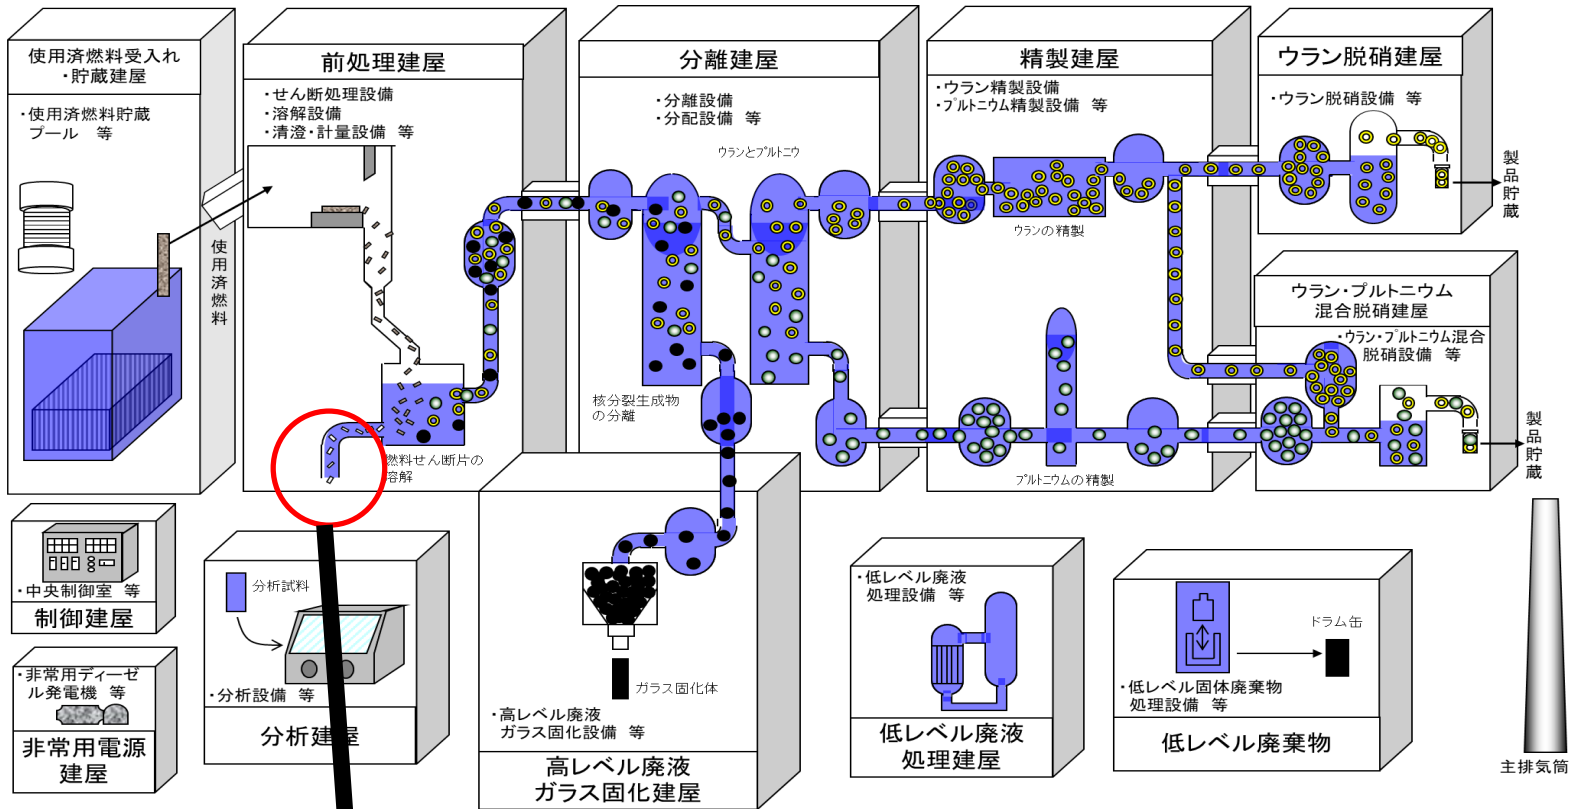 使用済燃料受入れ
・貯蔵建屋
・使用済燃料貯蔵
プール 等
使用済燃料
前処理建屋
・せん断処理設備
・溶解設備
・清澄・計量設備 等
燃料せん断片の
溶解
分離建屋
・分離設備
・分配設備 等
ウランとプルトニウ
核分裂生成物
の分離
精製建屋
・ウラン精製設備
・プルトニウム精製設備 等
ウランの精製
プルトニウムの精製
ウラン脱硝建屋
・ウラン脱硝設備 等
製品貯蔵
ウラン・プルトニウム
混合脱硝建屋
・ウラン・プルトニウム混合
脱硝設備 等
製品貯蔵
・中央制御室 等
制御建屋
・非常用ディーゼ
ル発電機 等
非常用電源
建屋
分析試料
・分析設備 等
分析建屋
ガラス固化体
・高レベル廃液
ガラス固化設備 等
高レベル廃液
ガラス固化建屋
・低レベル廃液
処理設備 等
低レベル廃液
処理建屋
ドラム缶
・低レベル固体廃棄物
処理設備 等
低レベル廃棄物
主排気筒